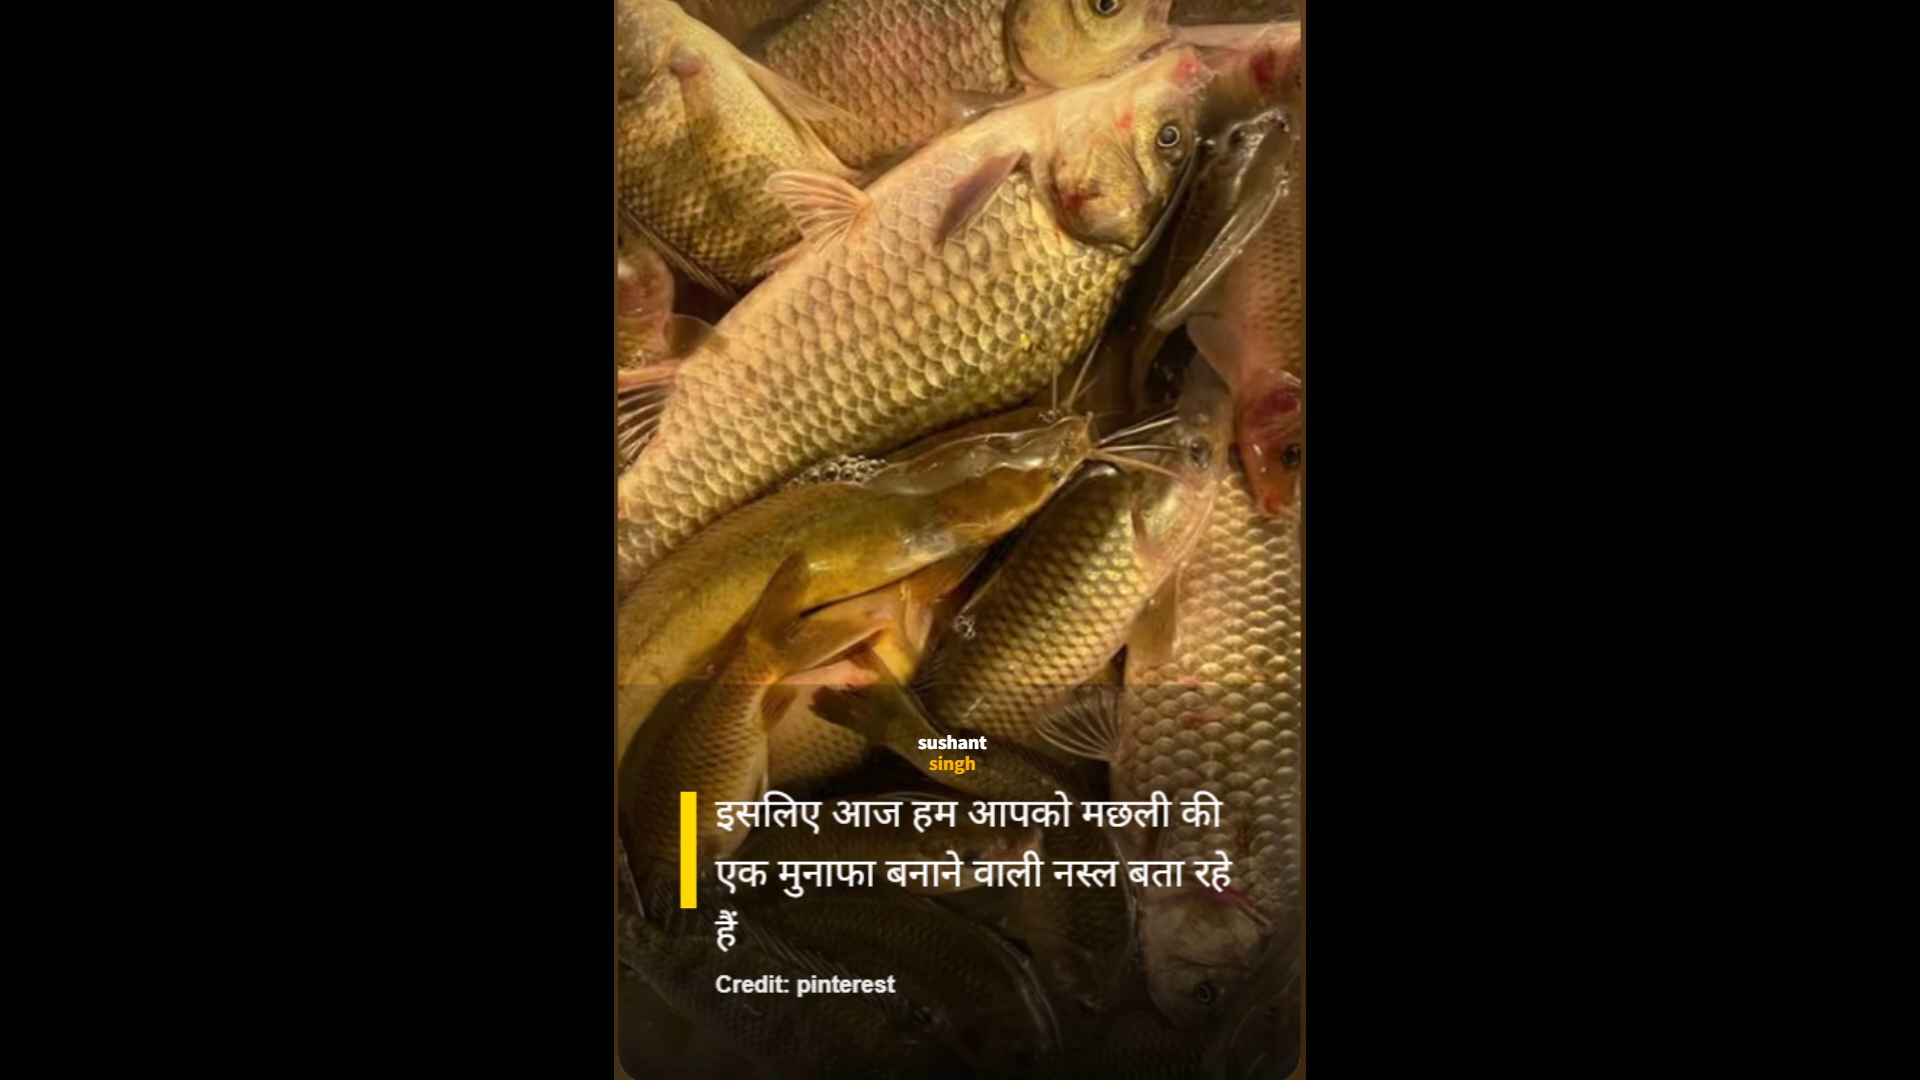 sushant
singh
इसलिए आज हम आपको मछली की
एक मुनाफा बनाने वाली नस्ल बता रहे
हैं
Credit: pinterest